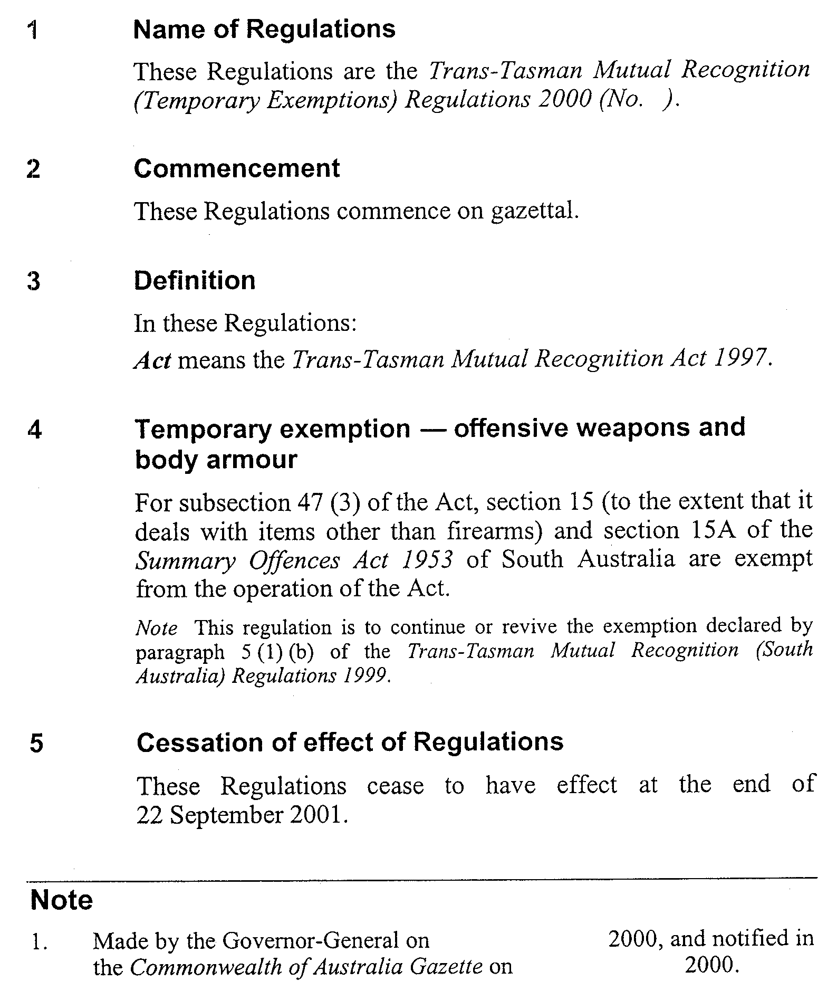 1 Name of Regulations
These Regulations are the Trans-Tasman Mutual Recognition
(Temporary Exemptions) Regulations 2000 (No. ).
2 Commencement
These Regulations commence on gazettal.
3 Definition
In these Regulations:
Act means the Trans-Tasman Mutual Recognition Act 1997.
4 Temporary exemption — offensive weapons and
body armour
For subsection 47 (3) of the Act, section 15 (to the extent that it
deals with items other than firearms) and section 15A of the
Summary Offences Act 1953 of South Australia are exempt
from the operation of the Act.
Note This regulation is to continue or revive the exemption declared by
paragraph 5 (1) (b) of the Trans-Tasman Mutual Recognition (South
Australia) Regulations 1999.
5 Cessation of effect of Regulations
These Regulations cease to have effect at the end of
22 September 2001.
Note
1. Made by the Governor-General on 2000, and notified in
the Commonwealth of Australia Gazette on 2000.